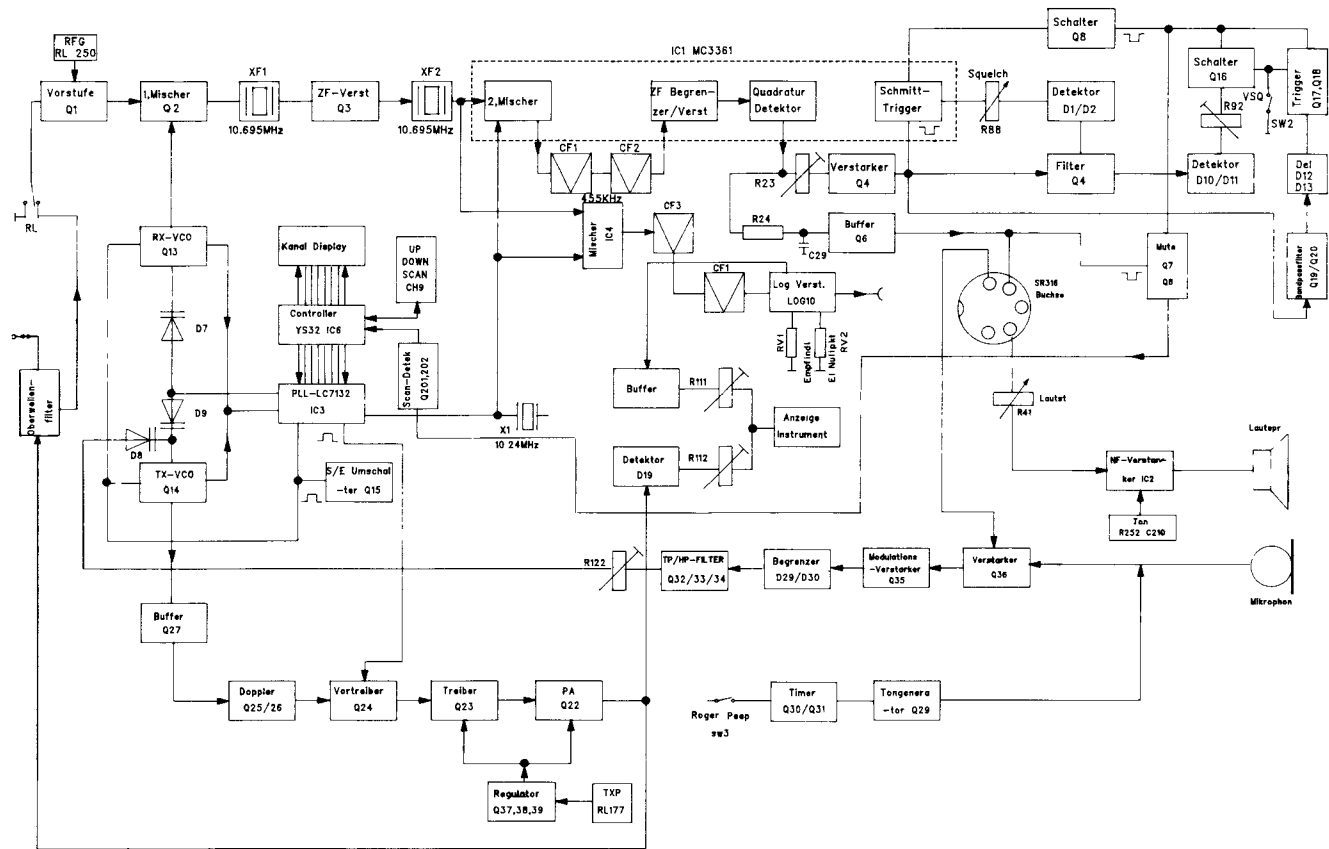 IC1 MC3361
Schalter
Q8
RFG
RL 250
Vorstufe
Q1
1,Mischer
Q 2
XF1
10.695MHz
ZF-Verst
Q3
XF2
10.695MHz
2,Mischer
ZF Begren-
zer/Verst
Quadratur
Detektor
Schmitt-
Trigger
Squelch
R88
Detektor
D1/D2
Schalter
Q16
VSQ
SW2
Trigger
Q17,Q18
R92
CF1
CF2
455KHz
R23
Verstarker
Q4
Filter
Q4
Detektor
D10/D11
Det
D12
D13
RL
RX-VCO
Q13
Kanal Display
UP
DOWN
SCAN
CH9
Mischer
IC4
CF3
R24
C29
Buffer
Q6
Mute
Q7
Q8
Bandpassfilter
Q19/Q20
SR316
Buchse
D7
Controller
YS32 IC6
CF1
Log Verst.
LOG10
RV1
Empfindl
RV2
El Nullpkt
Scan-Detek
Q201,202
Oberwellen-
filter
D9
PLL-LC7132
IC3
Buffer
R111
Anzeige
Instrument
R41
Lautst
X1
10 24MHz
D8
TX-VCO
Q14
S/E Umschal
-ter Q15
Detektor
D19
R112
NF-Verstar-
ker IC2
Lautspr
Ton
R252 C210
R122
TP/HP-FILTER
Q32/33/34
Begrenzer
D29/D30
Modulations
-Verstarker
Q35
Verstarker
Q36
Mikrophon
Buffer
Q27
Doppler
Q25/26
Vortreiber
Q24
Treiber
Q23
PA
Q22
Roger Peep
sw3
Timer
Q30/Q31
Tongenera
-tor Q29
Regulator
Q37,38,39
TXP
RL177